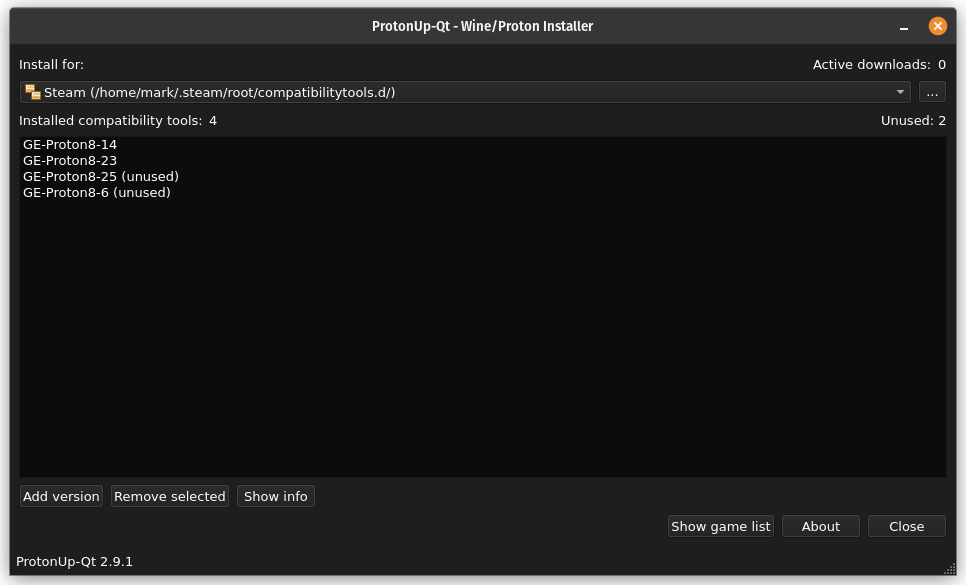 ProtonUp-Qt - Wine/Proton Installer
Install for:
Active downloads: 0
Steam (/home/mark/.steam/root/compatibilitytools.d/)
...
Installed compatibility tools: 4
Unused: 2
GE-Proton8-14
GE-Proton8-23
GE-Proton8-25 (unused)
GE-Proton8-6 (unused)
Add version
Remove selected
Show info
Show game list
About
Close
ProtonUp-Qt 2.9.1